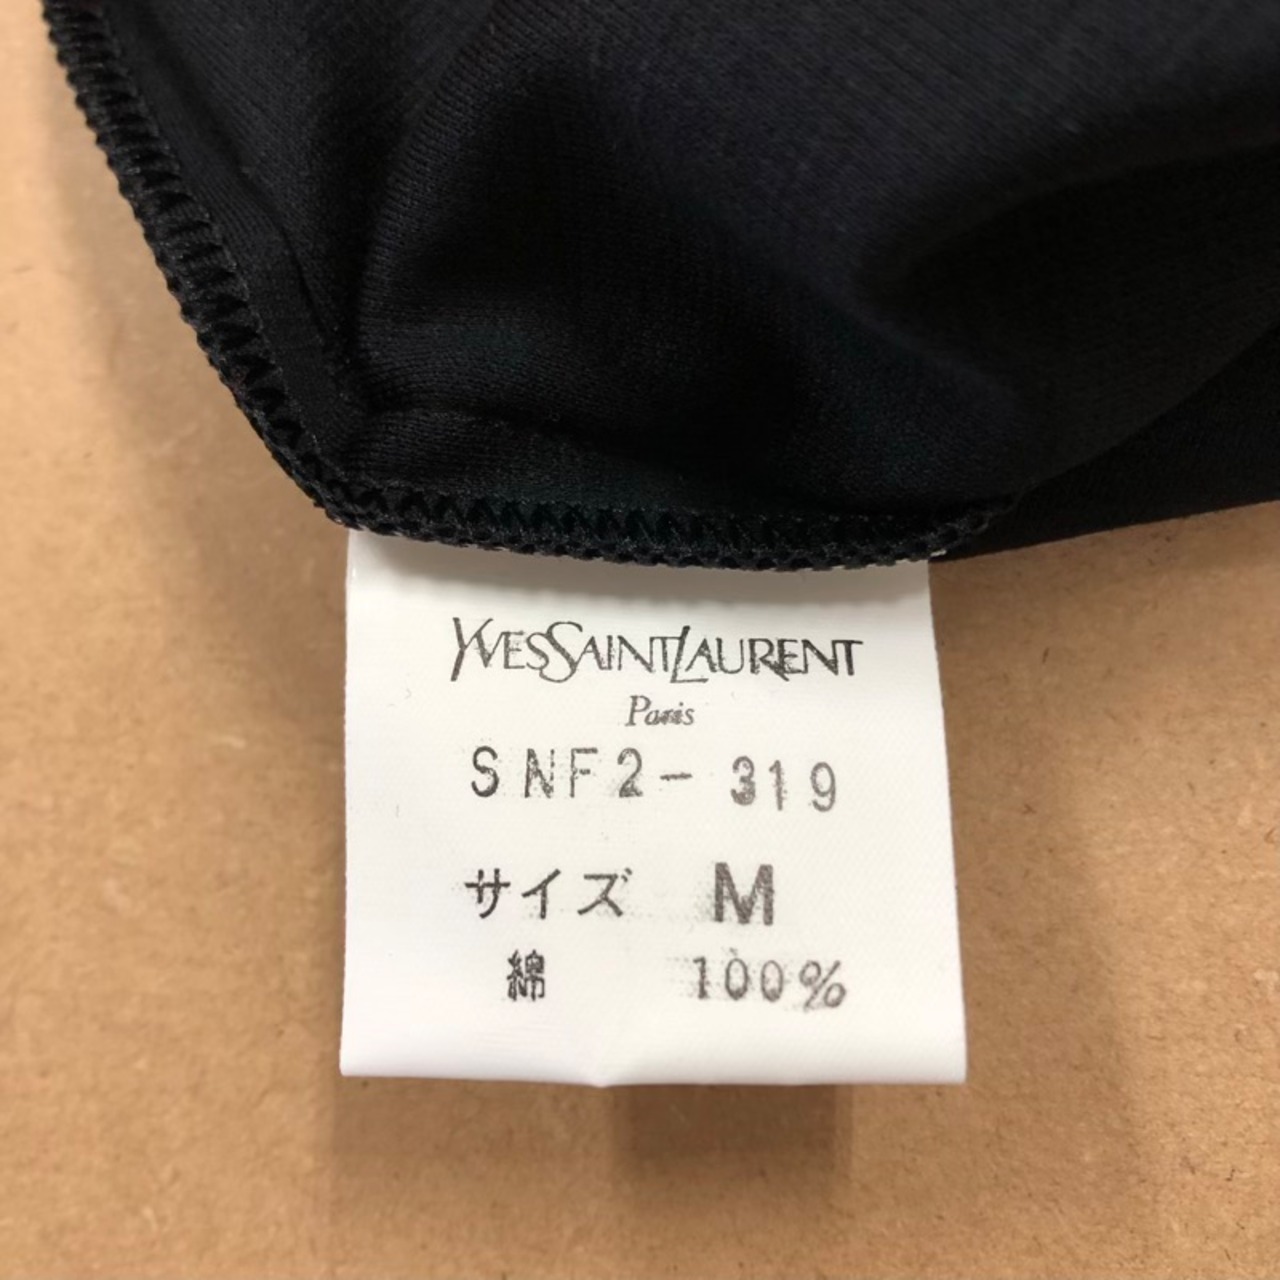 YVESSAINTLAURENT
Paris
SNF2-319
サイズ M
綿 100%